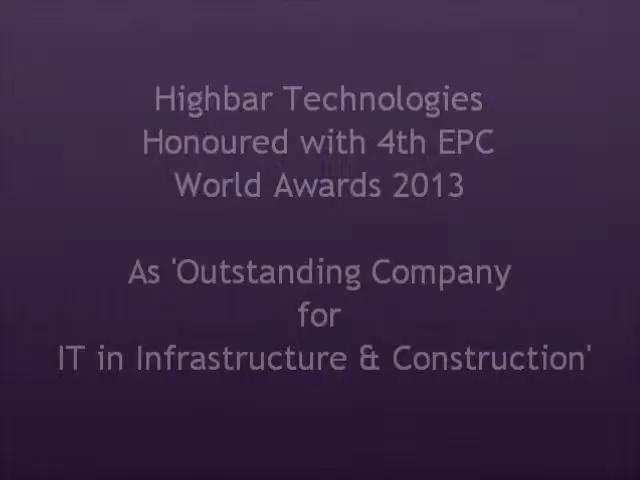 Highbar Technologies
Honoured with 4th EPC
World Awards 2013
As 'Outstanding Company
for
IT in Infrastructure & Construction'